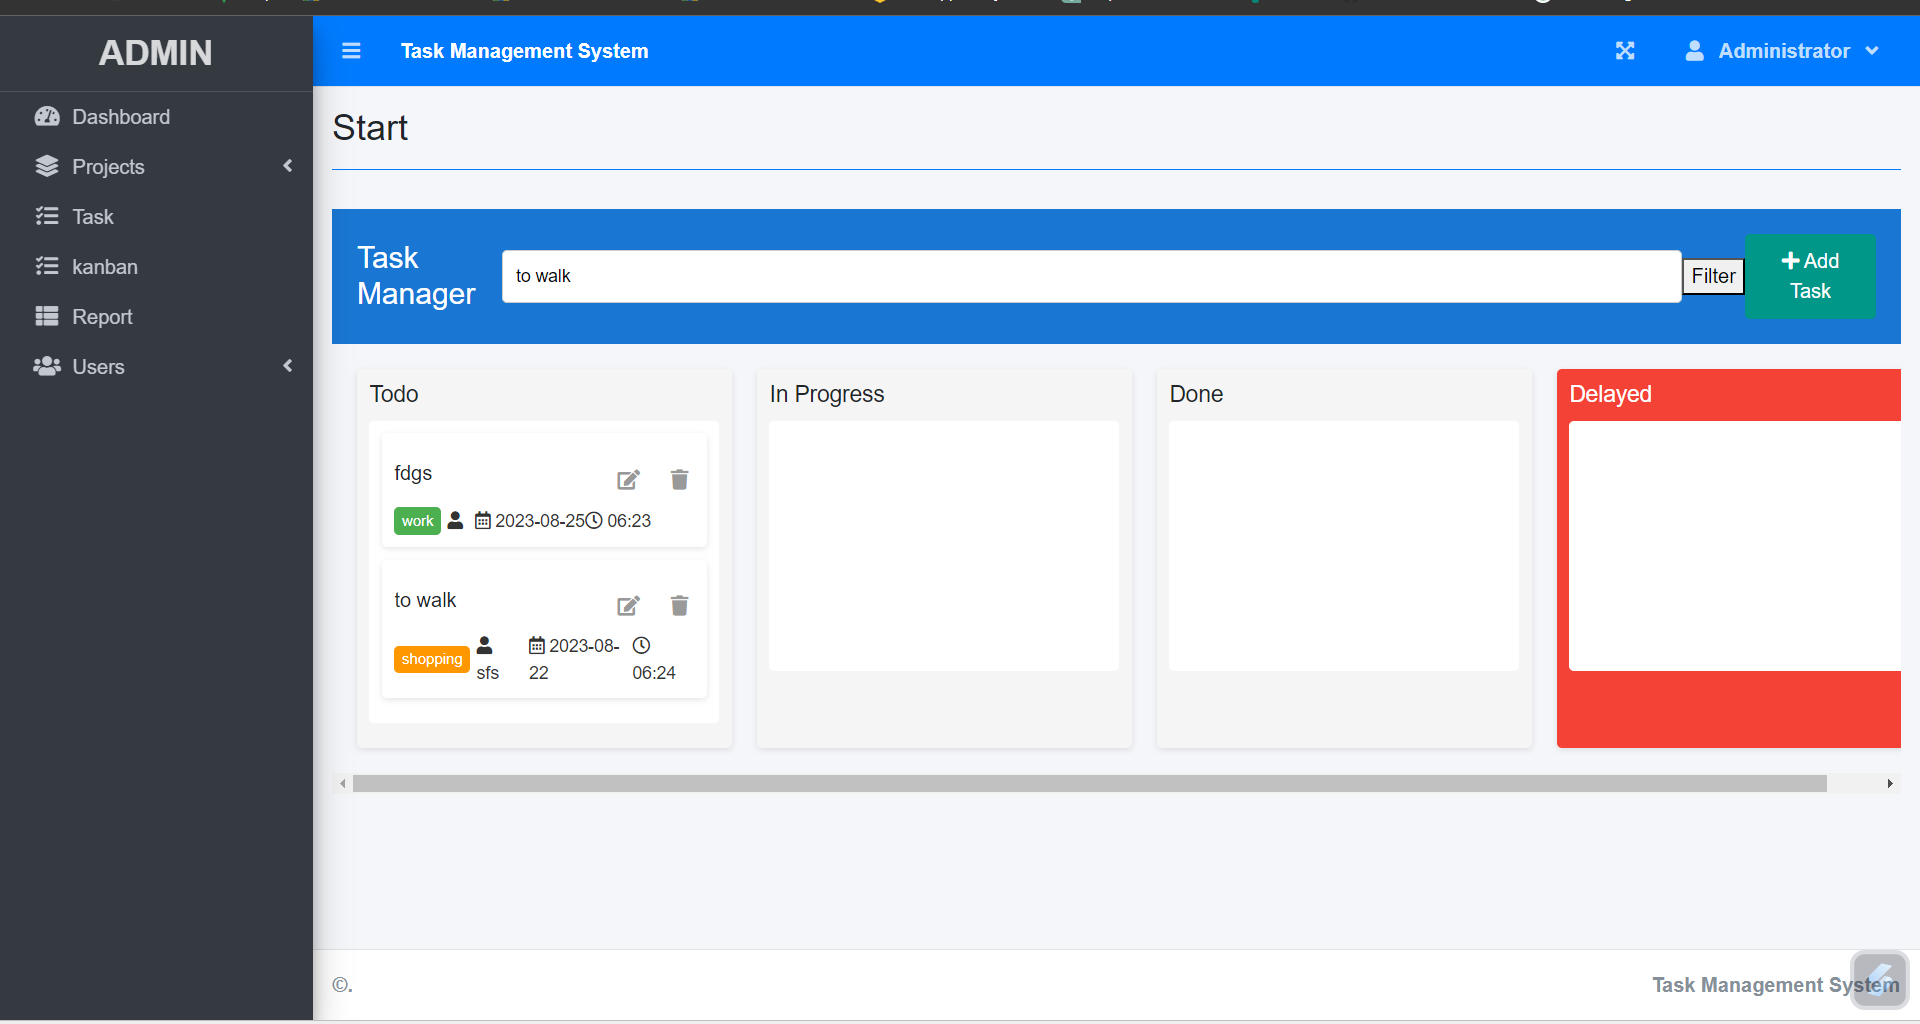 ADMIN
Task Management System
Administrator
Dashboard
Projects
Task
kanban
Report
Users
Start
Task
Manager
to walk
Filter
Add
Task
Todo
In Progress
Done
Delayed
fdgs
work 2023-08-25 06:23
to walk
shopping
sfs
2023-08-
22
06:24
©.
Task Management System